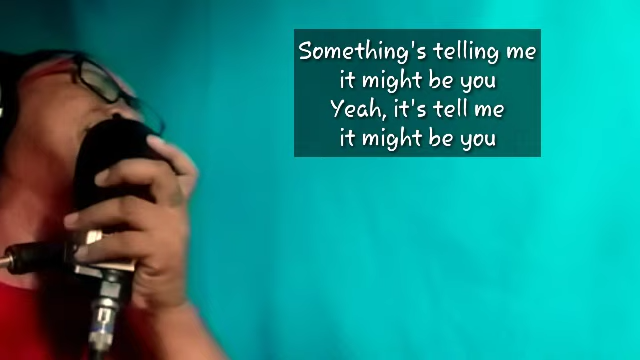 Something's telling me
it might be you
Yeah, it's tell me
it might be you